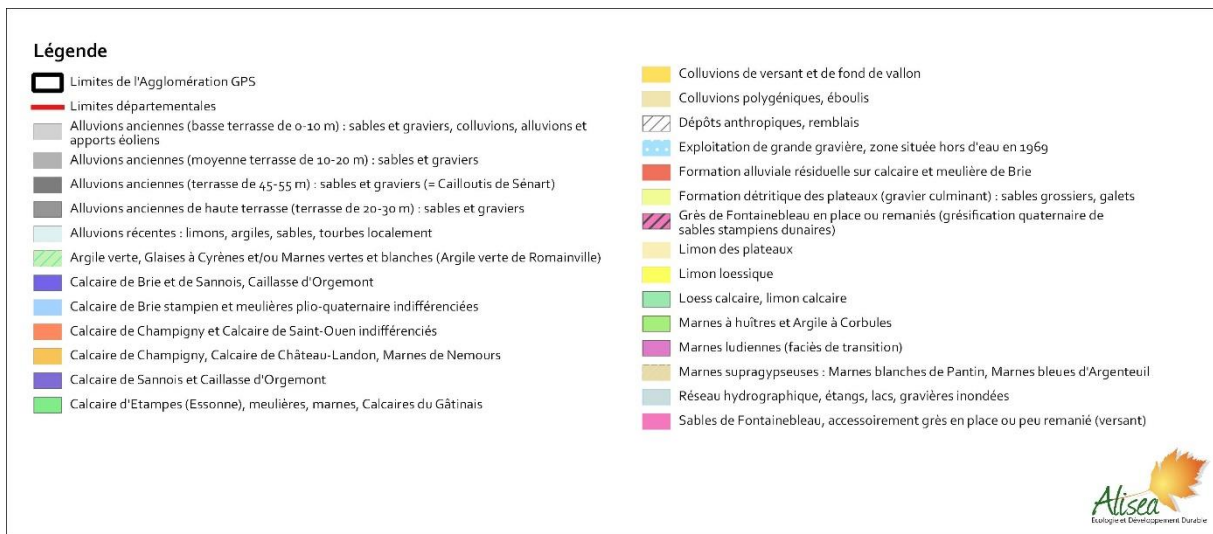 Légende
Limites de l'Agglomération GPS
Limites départementales
Alluvions anciennes (basse terrasse de 0-10 m) : sables et graviers, colluvions, alluvions et
apports éoliens
Alluvions anciennes (moyenne terrasse de 10-20 m) : sables et graviers
Alluvions anciennes (terrasse de 45-55 m) : sables et graviers (= Cailloutis de Sénart)
Alluvions anciennes de haute terrasse (terrasse de 20-30 m) : sables et graviers
Alluvions récentes : limons, argiles, sables, tourbes localement
Argile verte, Glaises à Cyrènes et/ou Marnes vertes et blanches (Argile verte de Romainville)
Calcaire de Brie et de Sannois, Caillasse d'Orgemont
Calcaire de Brie stampien et meulières plio-quaternaire indifférenciées
Calcaire de Champigny et Calcaire de Saint-Ouen indifférenciés
Calcaire de Champigny, Calcaire de Château-Landon, Marnes de Nemours
Calcaire de Sannois et Caillasse d'Orgemont
Calcaire d'Etampes (Essonne), meulières, marnes, Calcaires du Gâtinais
Colluvions de versant et de fond de vallon
Colluvions polygéniques, éboulis
Dépôts anthropiques, remblais
Exploitation de grande gravière, zone située hors d'eau en 1969
Formation alluviale résiduelle sur calcaire et meulière de Brie
Formation détritique des plateaux (gravier culminant) : sables grossiers, galets
Grès de Fontainebleau en place ou remaniés (grésification quaternaire de
sables stampiens dunaires)
Limon des plateaux
Limon loessique
Loess calcaire, limon calcaire
Marnes à huîtres et Argile à Corbules
Marnes ludiennes (faciès de transition)
Marnes supragypseuses : Marnes blanches de Pantin, Marnes bleues d'Argenteuil
Réseau hydrographique, étangs, lacs, gravières inondées
Sables de Fontainebleau, accessoirement grès en place ou peu remanié (versant)
Alisea
Ecologie et Développement Durable